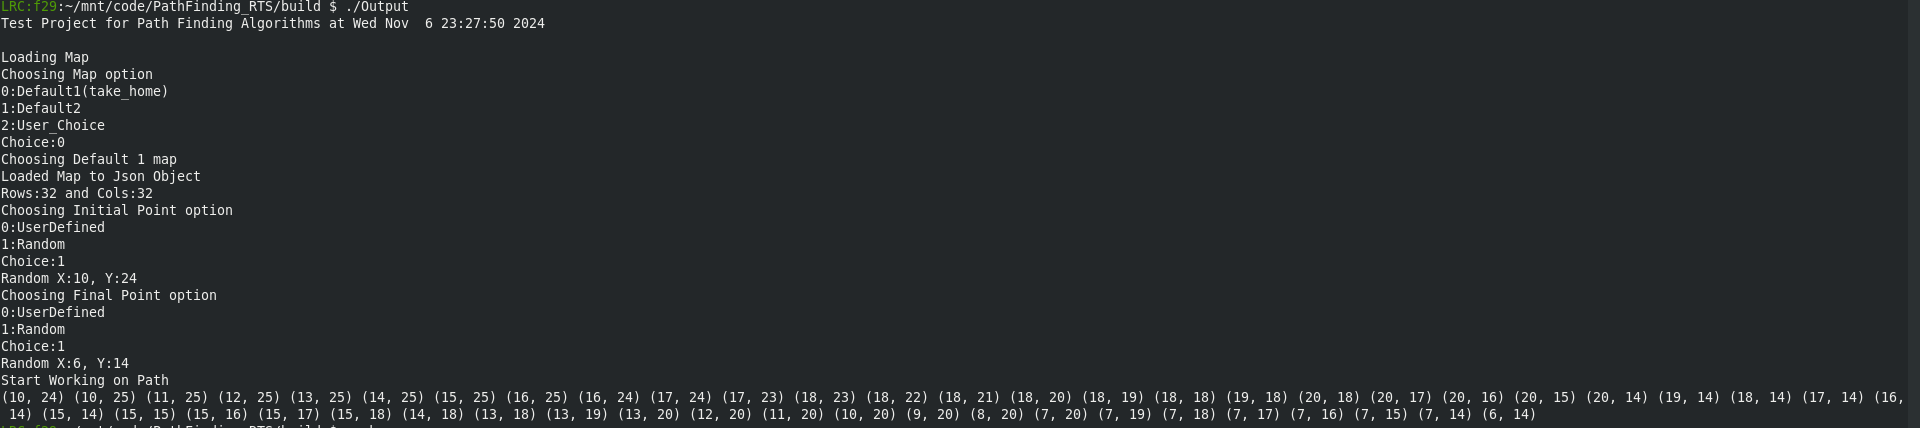 LRC:f29:~/mnt/code/PathFinding_RTS/build $ ./Output
Test Project for Path Finding Algorithms at Wed Nov  6 23:27:50 2024
Loading Map
Choosing Map option
0:Default1(take_home)
1:Default2
2:User_Choice
Choice:0
Choosing Default 1 map
Loaded Map to Json Object
Rows:32 and Cols:32
Choosing Initial Point option
0:UserDefined
1:Random
Choice:1
Random X:10, Y:24
Choosing Final Point option
0:UserDefined
1:Random
Choice:1
Random X:6, Y:14
Start Working on Path
(10, 24) (10, 25) (11, 25) (12, 25) (13, 25) (14, 25) (15, 25) (16, 25) (16, 24) (17, 24) (17, 23) (18, 23) (18, 22) (18, 21) (18, 20) (18, 19) (18, 18) (19, 18) (20, 18) (20, 17) (20, 16) (20, 15) (20, 14) (19, 14) (18, 14) (17, 14) (16,
 14) (15, 14) (15, 15) (15, 16) (15, 17) (15, 18) (14, 18) (13, 18) (13, 19) (13, 20) (12, 20) (11, 20) (10, 20) (9, 20) (8, 20) (7, 20) (7, 19) (7, 18) (7, 17) (7, 16) (7, 15) (7, 14) (6, 14)